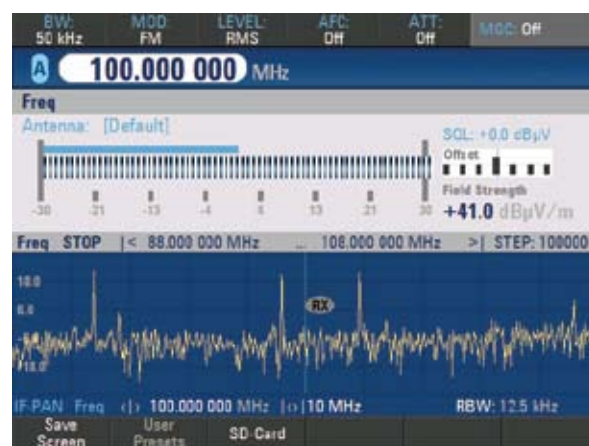 BW: MOD: LEVEL: AFC: ATT: MGC: Off
50 kHz FM RMS Off Off
A 100.000 000 MHz
Freq
Antenna: [Default] SQL: +0.0 dBµV
Offset
Field Strength
-30 -21 -13 -4 4 13 21 30 +41.0 dBµV/m
Freq STOP |< 88.000 000 MHz ... 108.000 000 MHz >| STEP: 100000
18.0
RX
IF-PAN Freq 100.000 000 MHz 10 MHz RBW: 12.5 kHz
Save User SD-Card
Screen Presets